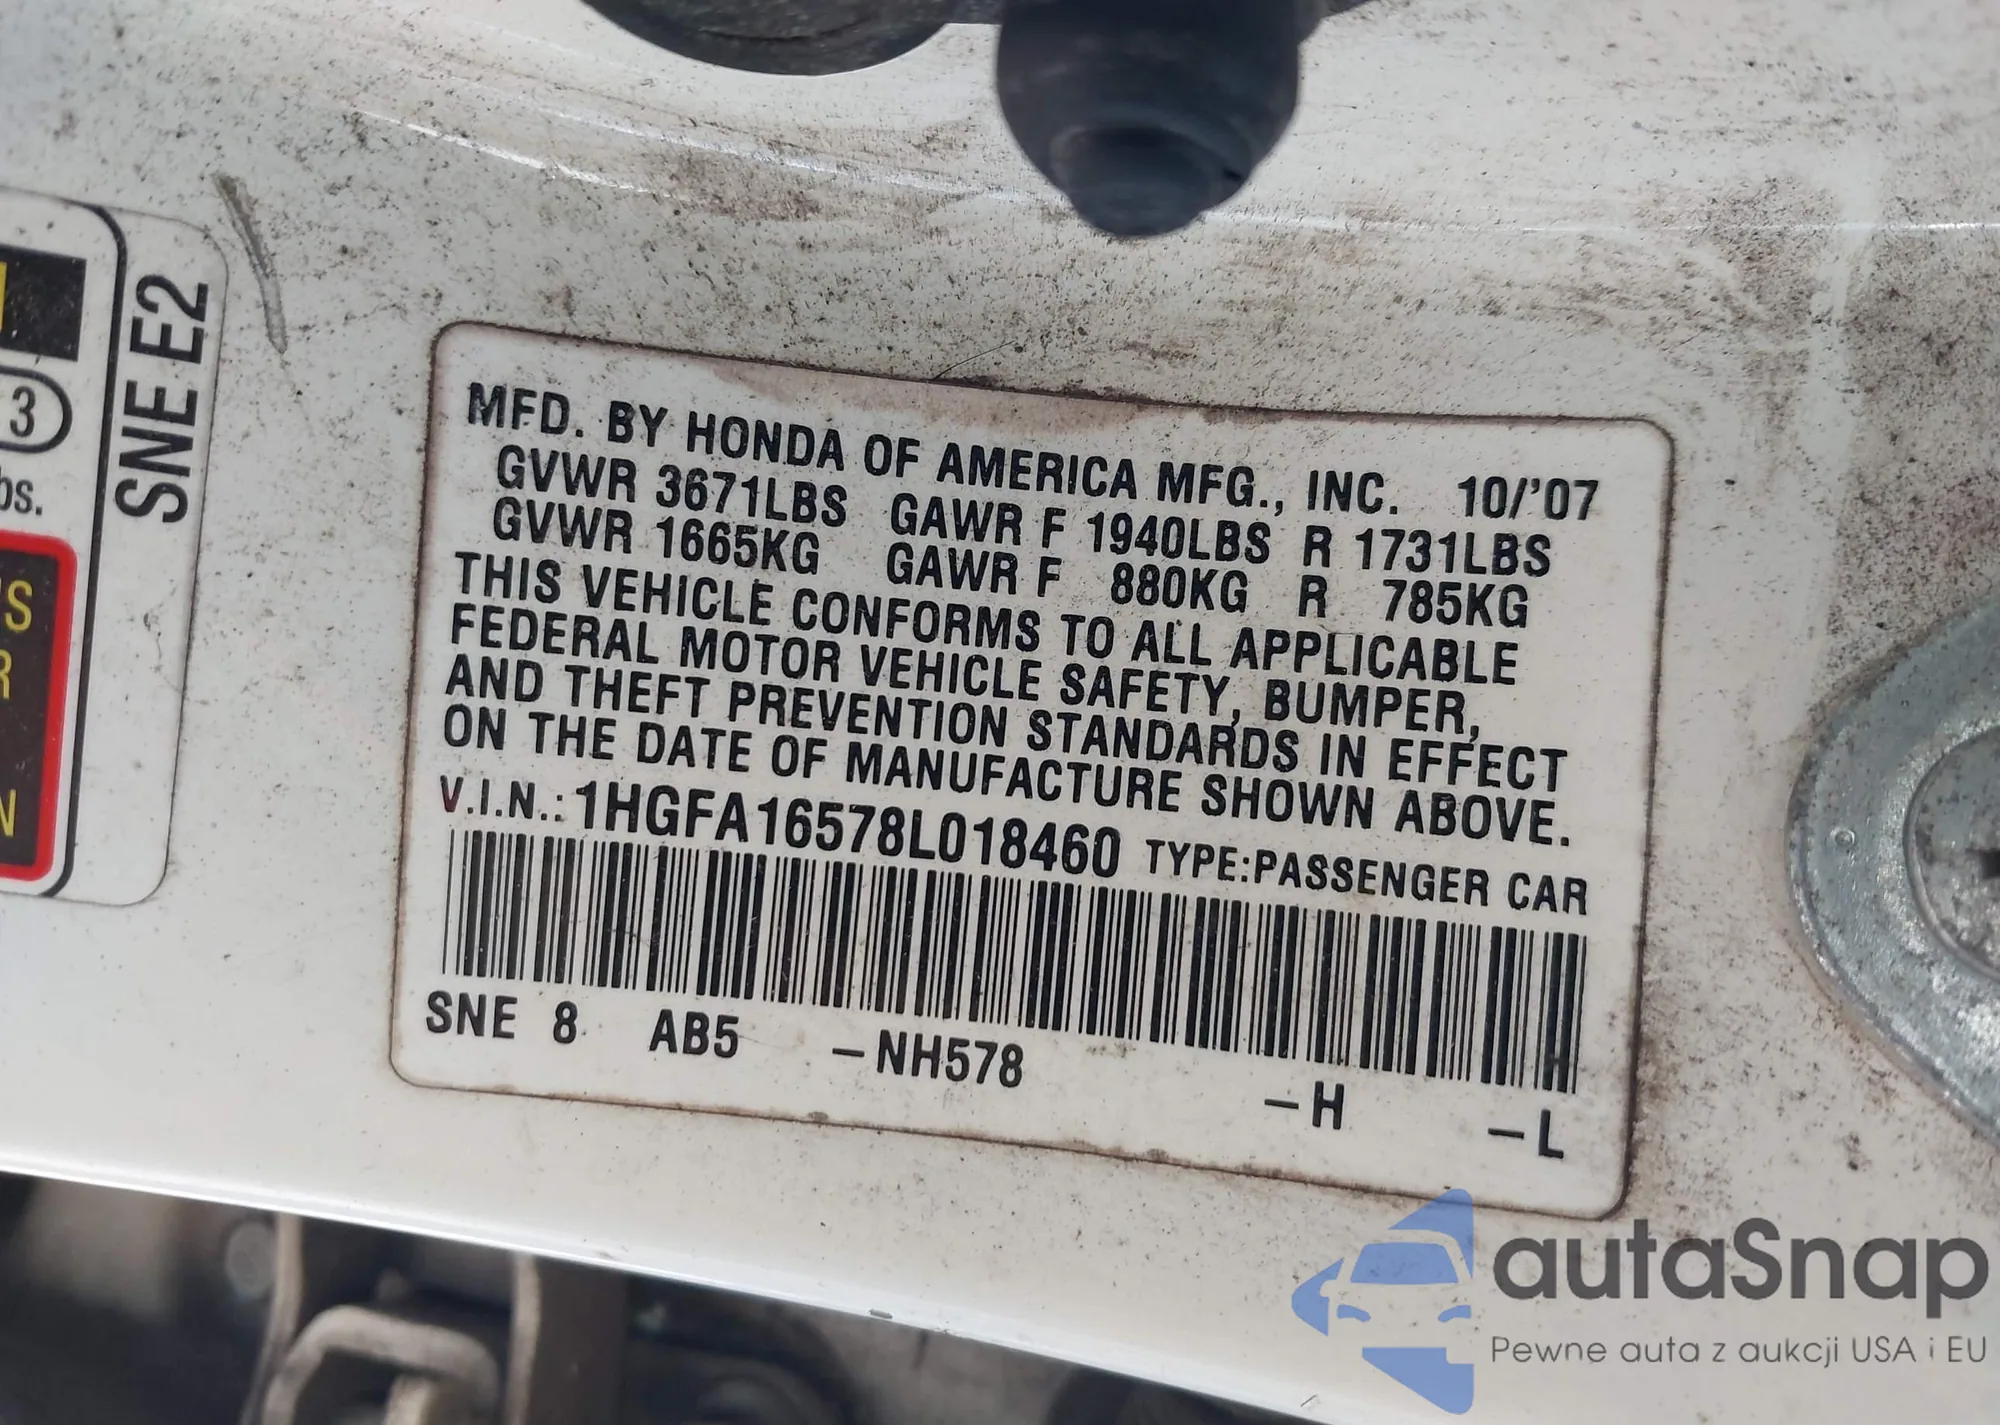 SNE E2
3
bs.
S
R
N
MFD. BY HONDA OF AMERICA MFG., INC. 10/'07
GVWR 3671LBS GAWR F 1940LBS R 1731LBS
GVWR 1665KG GAWR F 880KG R 785KG
THIS VEHICLE CONFORMS TO ALL APPLICABLE
FEDERAL MOTOR VEHICLE SAFETY, BUMPER,
AND THEFT PREVENTION STANDARDS IN EFFECT
ON THE DATE OF MANUFACTURE SHOWN ABOVE.
V.I.N.: 1HGFA16578L018460 TYPE:PASSENGER CAR
SNE 8 AB5 –NH578 –H –L
autaSnap
Pewne auta z aukcji USA i EU